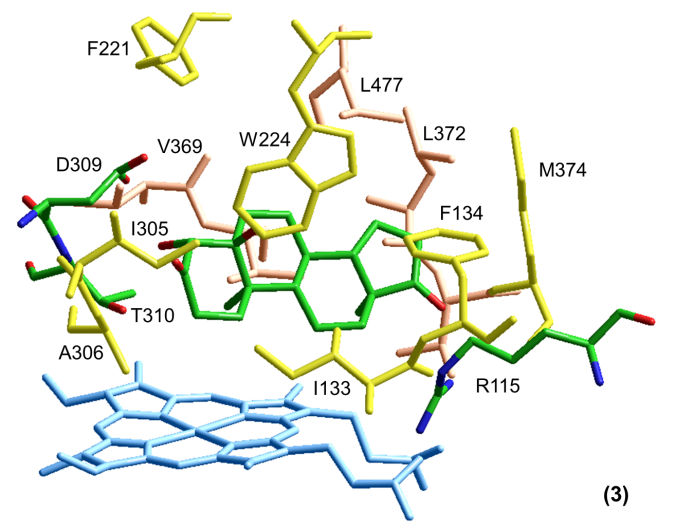 F221
L477
V369
W224
L372
D309
M374
F134
I305
T310
A306
I133
R115
(3)